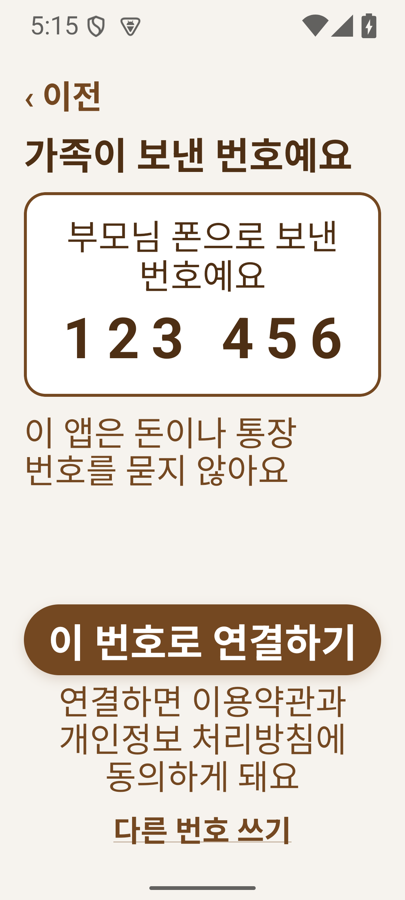 5:15
‹ 이전
가족이 보낸 번호예요
부모님 폰으로 보낸
번호예요
123 456
이 앱은 돈이나 통장
번호를 묻지 않아요
이 번호로 연결하기
연결하면 이용약관과
개인정보 처리방침에
동의하게 돼요
다른 번호 쓰기